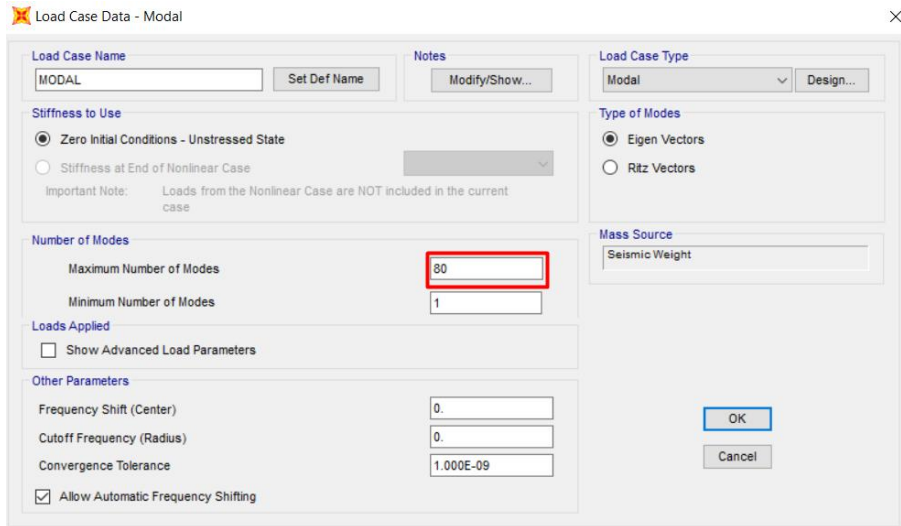 Load Case Data - Modal
Load Case Name
MODAL
Set Def Name
Notes
Modify/Show...
Load Case Type
Modal
Design...
Stiffness to Use
Zero Initial Conditions - Unstressed State
Stiffness at End of Nonlinear Case
Important Note: Loads from the Nonlinear Case are NOT included in the current
case
Type of Modes
Eigen Vectors
Ritz Vectors
Number of Modes
Maximum Number of Modes 80
Minimum Number of Modes 1
Mass Source
Seismic Weight
Loads Applied
Show Advanced Load Parameters
Other Parameters
Frequency Shift (Center) 0.
Cutoff Frequency (Radius) 0.
Convergence Tolerance 1.000E-09
Allow Automatic Frequency Shifting
OK
Cancel